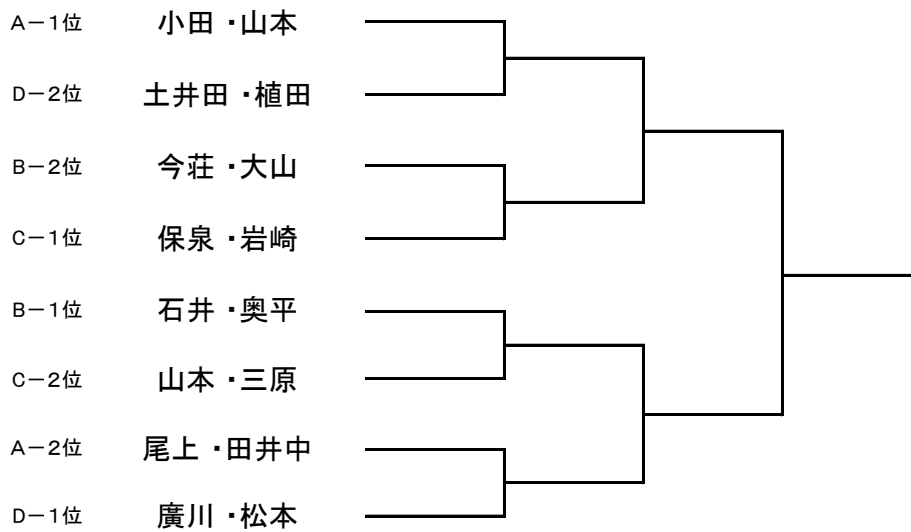 A－1位 小田・山本
D－2位 土井田・植田
B－2位 今荘・大山
C－1位 保泉・岩崎
B－1位 石井・奥平
C－2位 山本・三原
A－2位 尾上・田井中
D－1位 廣川・松本